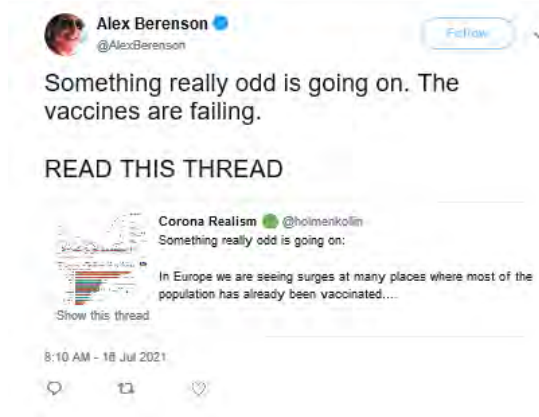 Alex Berenson
@AlexBerenson
Follow
Something really odd is going on. The
vaccines are failing.
READ THIS THREAD
Corona Realism @holmenkollin
Something really odd is going on:
In Europe we are seeing surges at many places where most of the
population has already been vaccinated....
Show this thread
8:10 AM - 18 Jul 2021